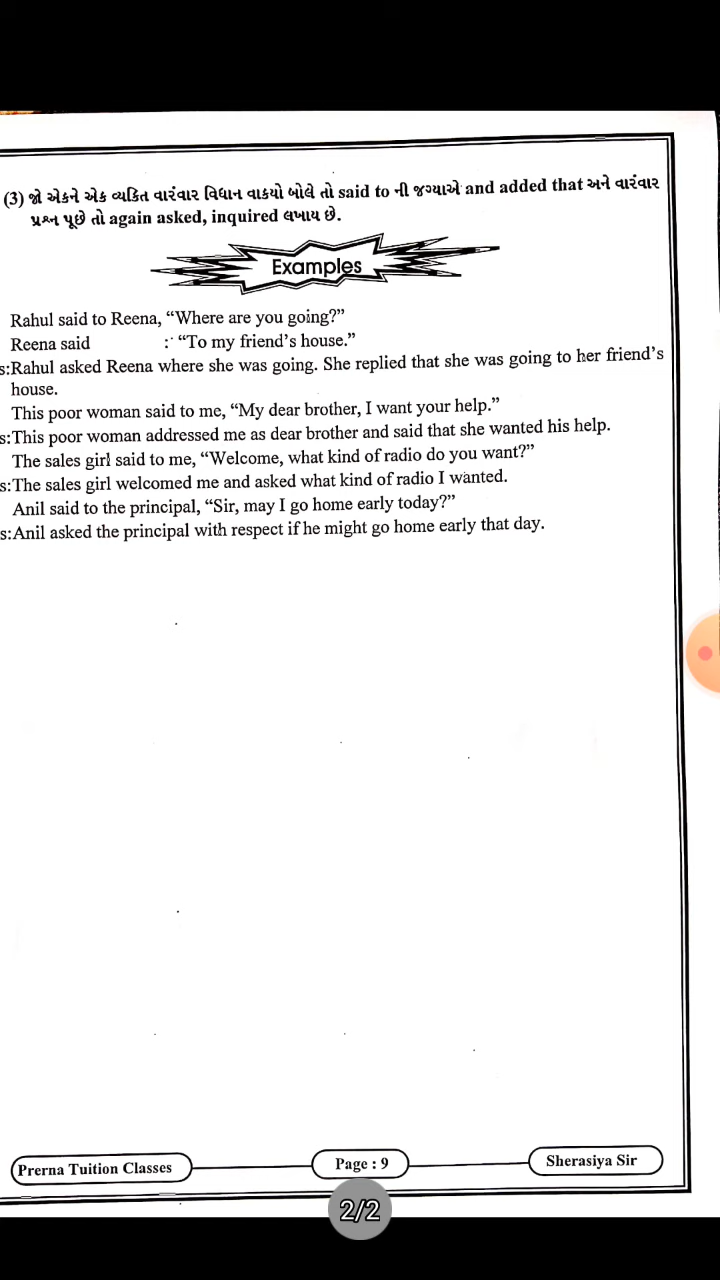 (3) જો એકને એક વ્યકિત વારંવાર વિધાન વાકયો બોલે તો said to ની જગ્યાએ and added that અને વારંવાર
પ્રશ્ન પૂછે તો again asked, inquired લખાય છે.
Examples
Rahul said to Reena, “Where are you going?”
Reena said : “To my friend’s house.”
s:Rahul asked Reena where she was going. She replied that she was going to her friend’s
house.
This poor woman said to me, “My dear brother, I want your help.”
s:This poor woman addressed me as dear brother and said that she wanted his help.
The sales girl said to me, “Welcome, what kind of radio do you want?”
s:The sales girl welcomed me and asked what kind of radio I wanted.
Anil said to the principal, “Sir, may I go home early today?”
s:Anil asked the principal with respect if he might go home early that day.
Prerna Tuition Classes Page : 9 Sherasiya Sir
2/2